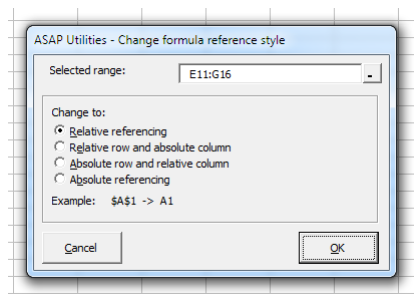 ASAP Utilities - Change formula reference style
Selected range: E11:G16 ...
Change to:
Relative referencing
Relative row and absolute column
Absolute row and relative column
Absolute referencing
Example: $A$1 -> A1
Cancel OK